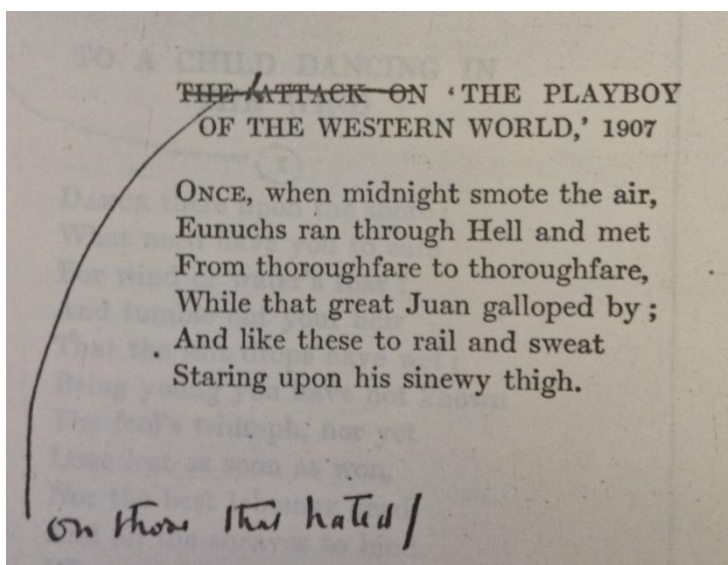 THE ATTACK ON ‘THE PLAYBOY
OF THE WESTERN WORLD,’ 1907
ONCE, when midnight smote the air,
Eunuchs ran through Hell and met
From thoroughfare to thoroughfare,
While that great Juan galloped by ;
And like these to rail and sweat
Staring upon his sinewy thigh.
on those that hated/